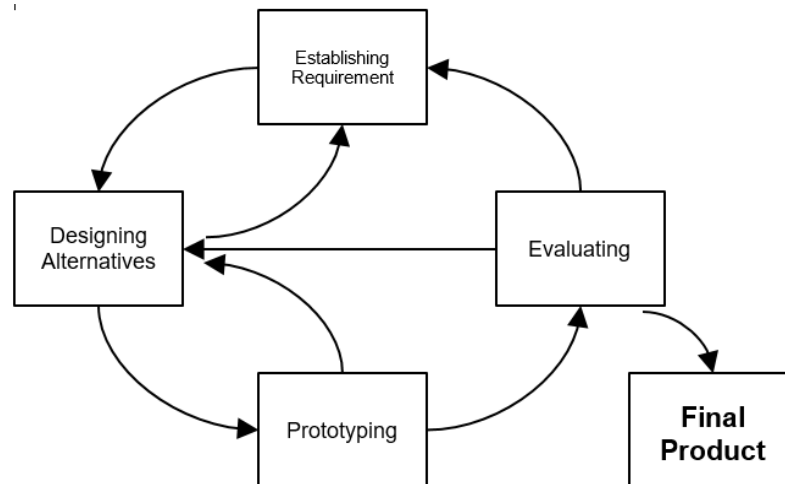 Establishing
Requirement
Designing
Alternatives
Evaluating
Prototyping
Final
Product